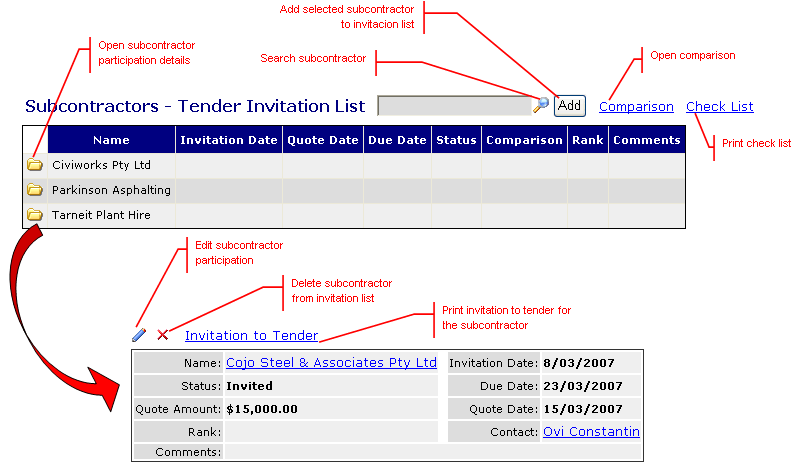 Add selected subcontractor
to invitacion list
Open subcontractor
participation details
Search subcontractor
Open comparison
Subcontractors - Tender Invitation List
Add
Comparison
Check List
Print check list
Name Invitation Date Quote Date Due Date Status Comparison Rank Comments
Civiworks Pty Ltd
Parkinson Asphalting
Tarneit Plant Hire
Edit subcontractor
participation
Delete subcontractor
from invitation list
Print invitation to tender for
the subcontractor
Invitation to Tender
Name: Cojo Steel & Associates Pty Ltd Invitation Date: 8/03/2007
Status: Invited Due Date: 23/03/2007
Quote Amount: $15,000.00 Quote Date: 15/03/2007
Rank: Contact: Ovi Constantin
Comments: